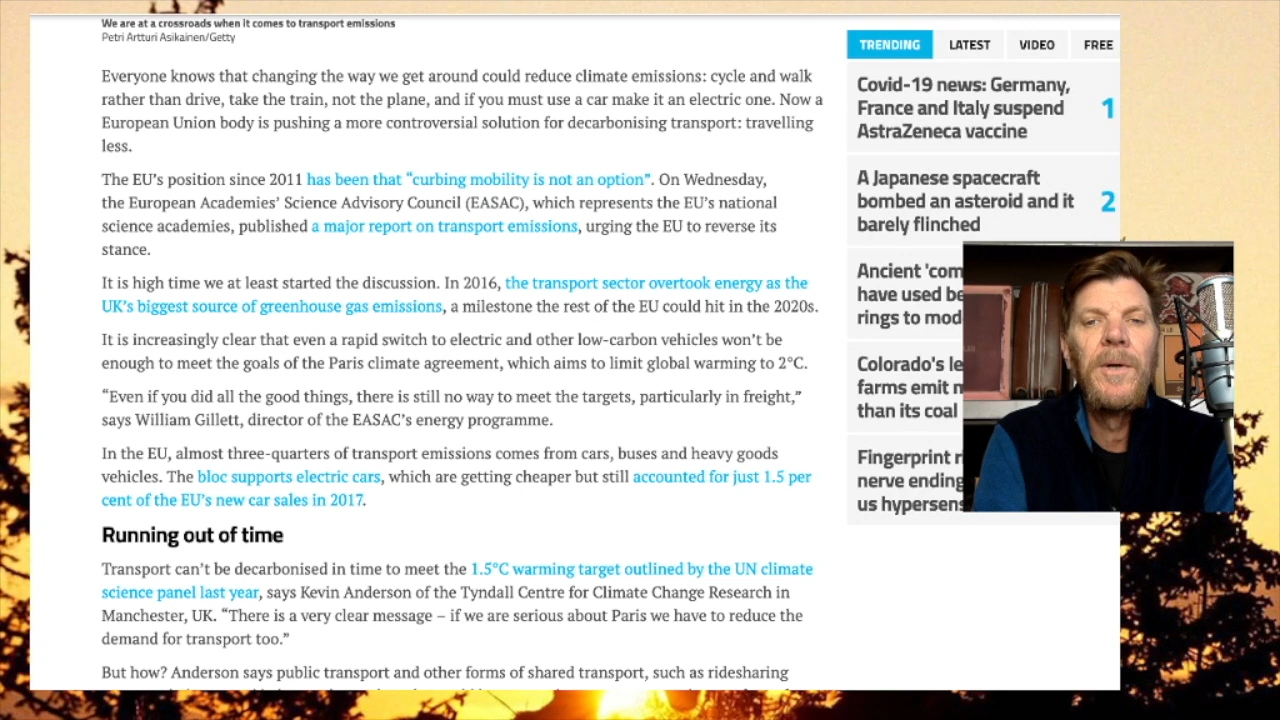 We are at a crossroads when it comes to transport emissions
Petri Artturi Asikainen/Getty
Everyone knows that changing the way we get around could reduce climate emissions: cycle and walk
rather than drive, take the train, not the plane, and if you must use a car make it an electric one. Now a
European Union body is pushing a more controversial solution for decarbonising transport: travelling
less.
The EU’s position since 2011 has been that “curbing mobility is not an option”. On Wednesday,
the European Academies’ Science Advisory Council (EASAC), which represents the EU’s national
science academies, published a major report on transport emissions, urging the EU to reverse its
stance.
It is high time we at least started the discussion. In 2016, the transport sector overtook energy as the
UK’s biggest source of greenhouse gas emissions, a milestone the rest of the EU could hit in the 2020s.
It is increasingly clear that even a rapid switch to electric and other low-carbon vehicles won’t be
enough to meet the goals of the Paris climate agreement, which aims to limit global warming to 2°C.
“Even if you did all the good things, there is still no way to meet the targets, particularly in freight,”
says William Gillett, director of the EASAC’s energy programme.
In the EU, almost three-quarters of transport emissions comes from cars, buses and heavy goods
vehicles. The bloc supports electric cars, which are getting cheaper but still accounted for just 1.5 per
cent of the EU’s new car sales in 2017.
Running out of time
Transport can’t be decarbonised in time to meet the 1.5°C warming target outlined by the UN climate
science panel last year, says Kevin Anderson of the Tyndall Centre for Climate Change Research in
Manchester, UK. “There is a very clear message – if we are serious about Paris we have to reduce the
demand for transport too.”
But how? Anderson says public transport and other forms of shared transport, such as ridesharing
TRENDING LATEST VIDEO FREE
Covid-19 news: Germany,
France and Italy suspend
AstraZeneca vaccine
1
A Japanese spacecraft
bombed an asteroid and it
barely flinched
2
Ancient 'com
have used be
rings to mod
Colorado's le
farms emit m
than its coal
Fingerprint r
nerve ending
us hypersens